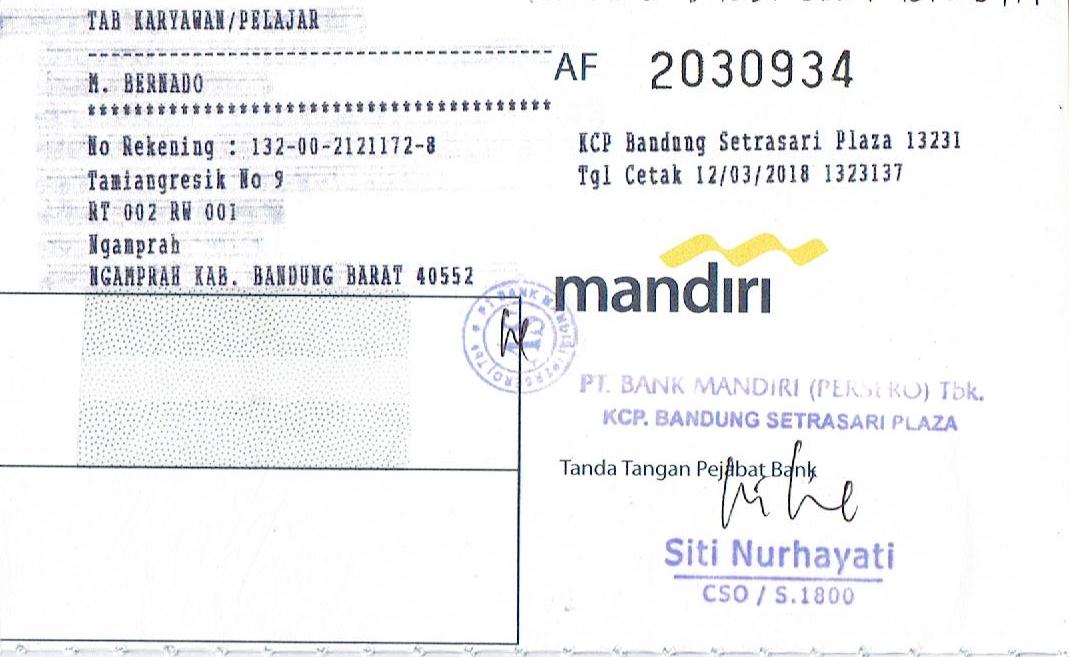 TAB KARYAWAN/PELAJAR
M. BERNADO
No Rekening : 132-00-2121172-8
Tamiangresik No 9
RT 002 RW 001
Ngamprah
NGAMPRAH KAB. BANDUNG BARAT 40552
AF 2030934
KCP Bandung Setrasari Plaza 13231
Tgl Cetak 12/03/2018 1323137
mandiri
PT. BANK MANDIRI (PERSERO) Tbk.
KCP. BANDUNG SETRASARI PLAZA
Tanda Tangan Pejabat Bank
Siti Nurhayati
CSO / S.1800